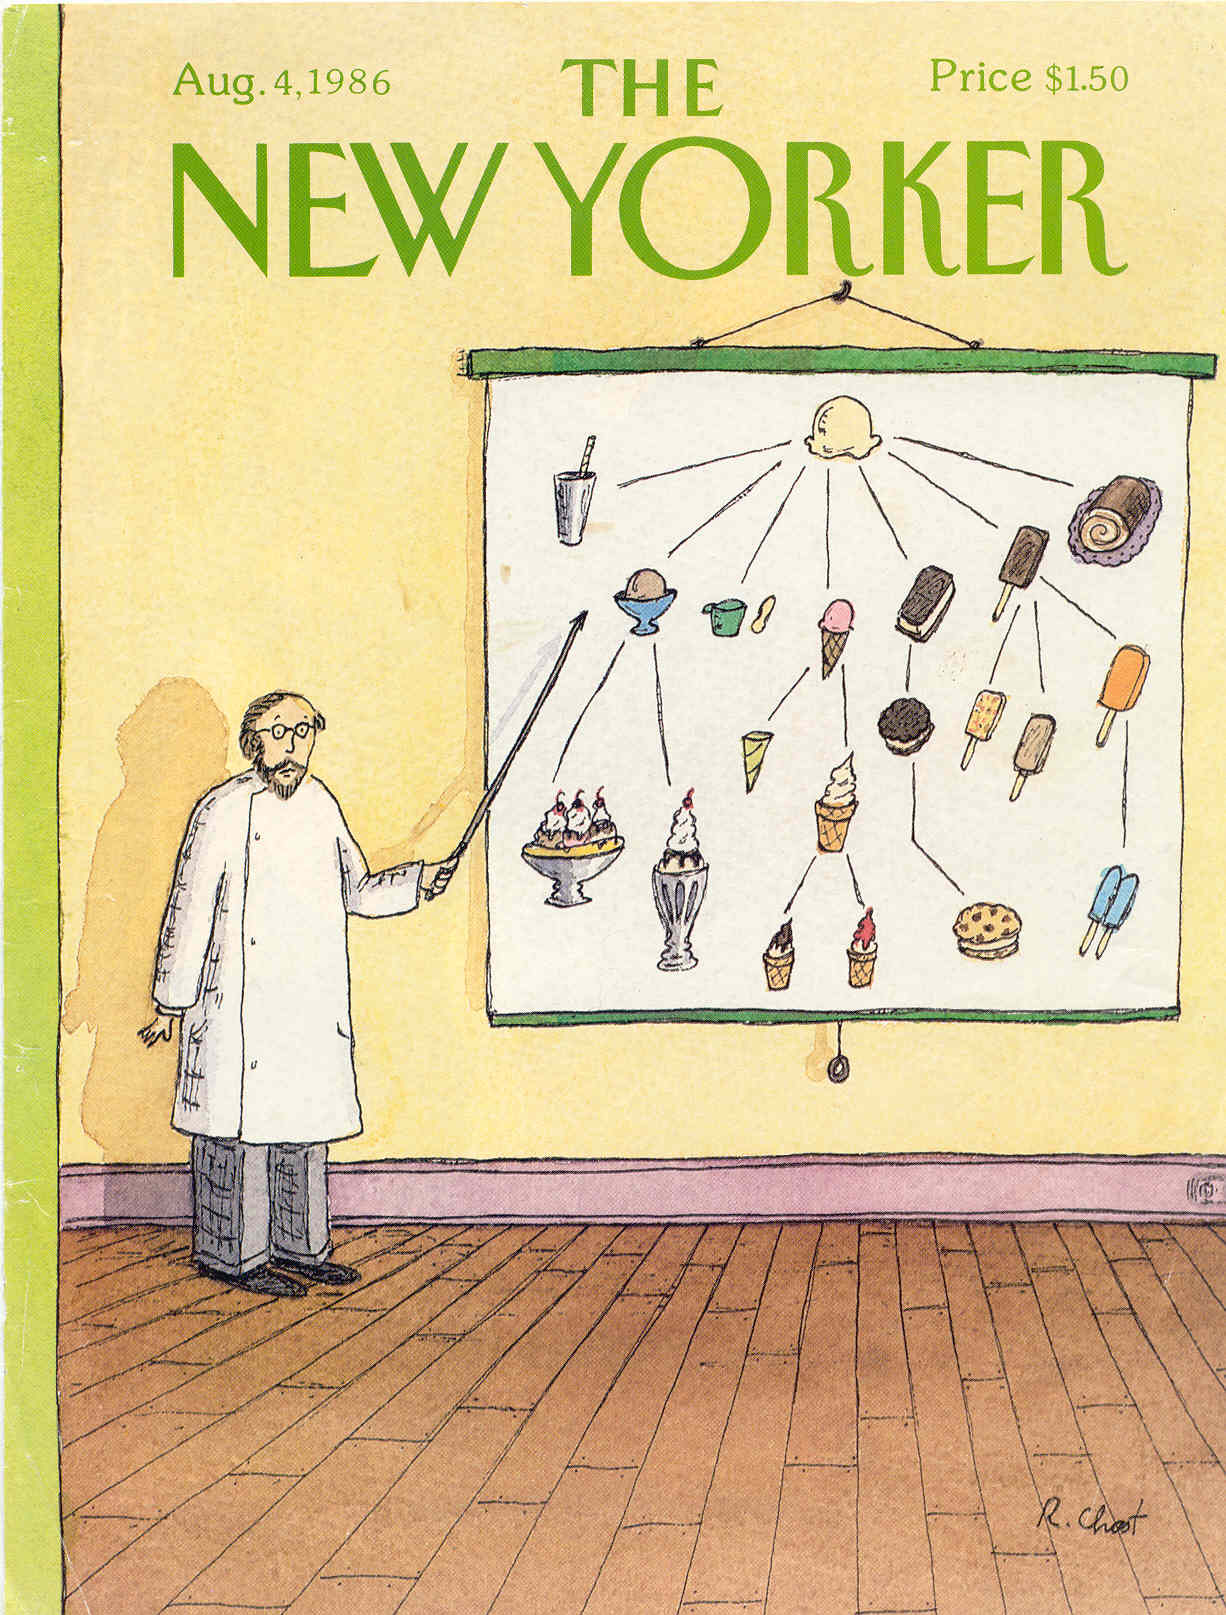 Aug. 4, 1986
THE
Price $1.50
NEW YORKER
R. Chast